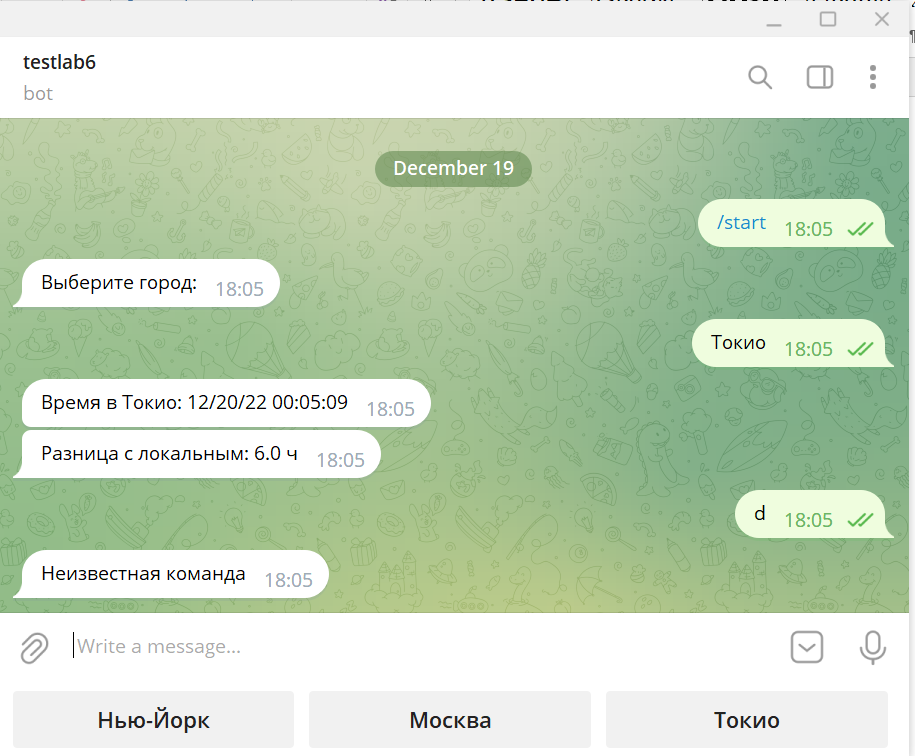 testlab6
bot
December 19
/start 18:05
Выберите город: 18:05
Токио 18:05
Время в Токио: 12/20/22 00:05:09 18:05
Разница с локальным: 6.0 ч 18:05
d 18:05
Неизвестная команда 18:05
Write a message...
Нью-Йорк Москва Токио